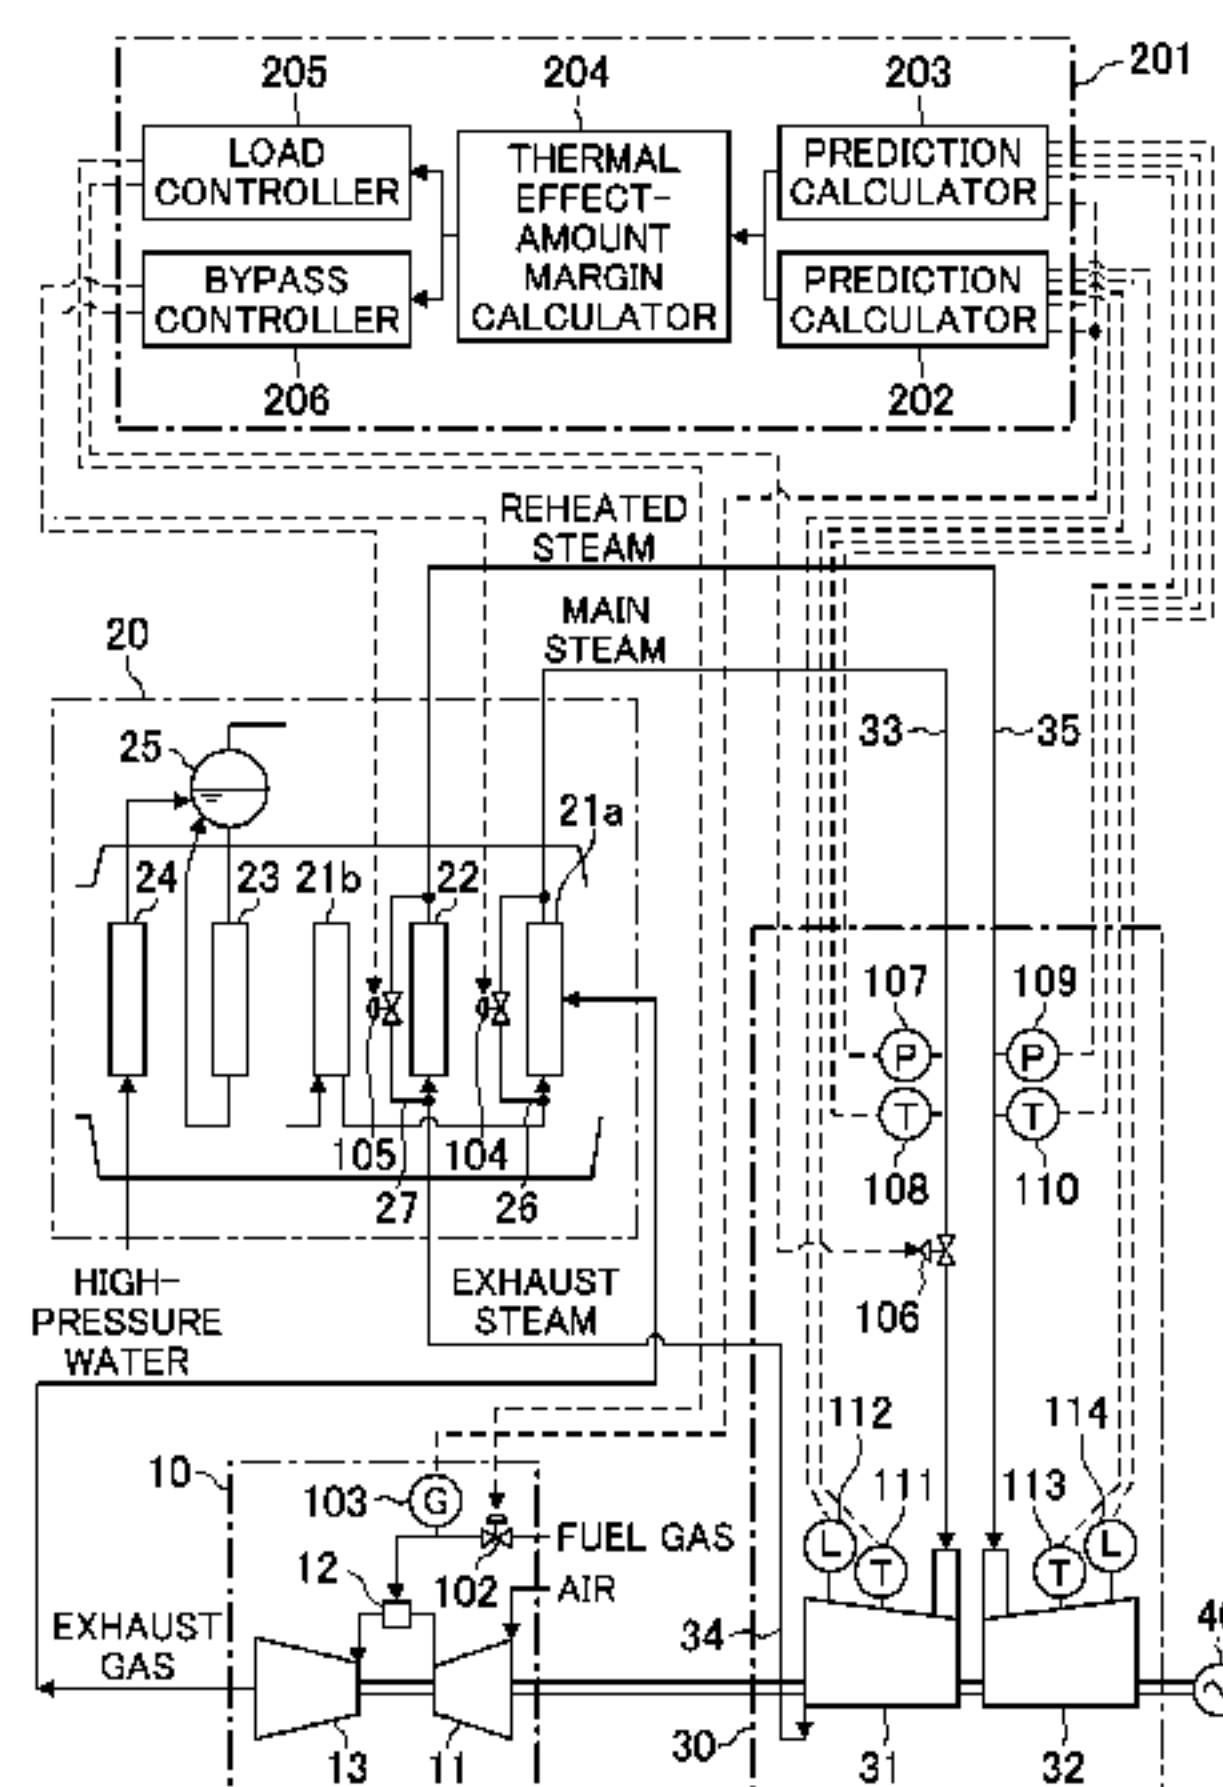 205
204
203
201
LOAD
CONTROLLER
THERMAL
EFFECT-
AMOUNT
MARGIN
CALCULATOR
PREDICTION
CALCULATOR
BYPASS
CONTROLLER
PREDICTION
CALCULATOR
206
202
REHEATED
STEAM
MAIN
STEAM
20
33
35
25
21a
24
23
21b
22
107
109
P
P
T
T
105
104
108
110
27
26
HIGH-
PRESSURE
WATER
EXHAUST
STEAM
106
112
114
10
103
G
111
113
FUEL GAS
L
L
12
102
AIR
T
T
EXHAUST
GAS
34
40
30
13
11
31
32